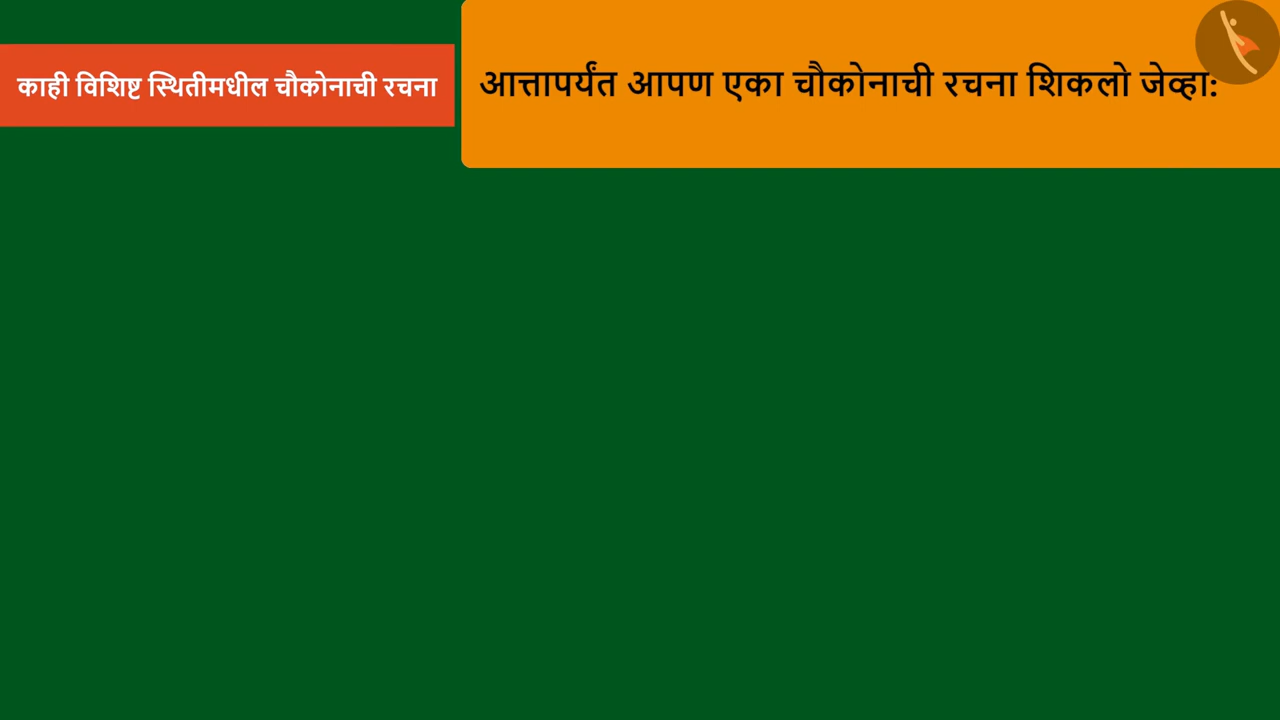 काही विशिष्ट स्थितीमधील चौकोनाची रचना
आत्तापर्यंत आपण एका चौकोनाची रचना शिकलो जेव्हा: